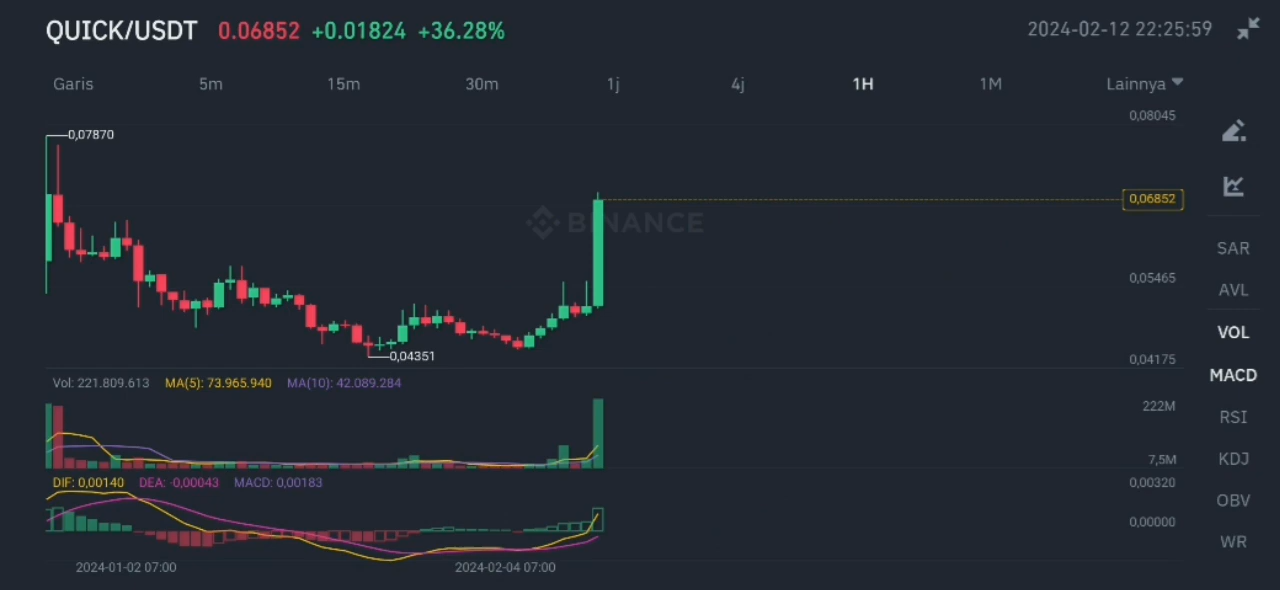 QUICK/USDT 0.06852 +0.01824 +36.28% 2024-02-12 22:25:59
Garis 5m 15m 30m 1j 4j 1H 1M Lainnya
0,08045
0,07870
0,06852
BINANCE
SAR
0,05465
AVL
VOL
0,04351
0,04175
MACD
Vol: 221.809.613 MA(5): 73.965.940 MA(10): 42.089.284
222M
RSI
7,5M
KDJ
DIF: 0,00140 DEA: -0,00043 MACD: 0,00183
0,00320
OBV
0,00000
WR
2024-01-02 07:00 2024-02-04 07:00